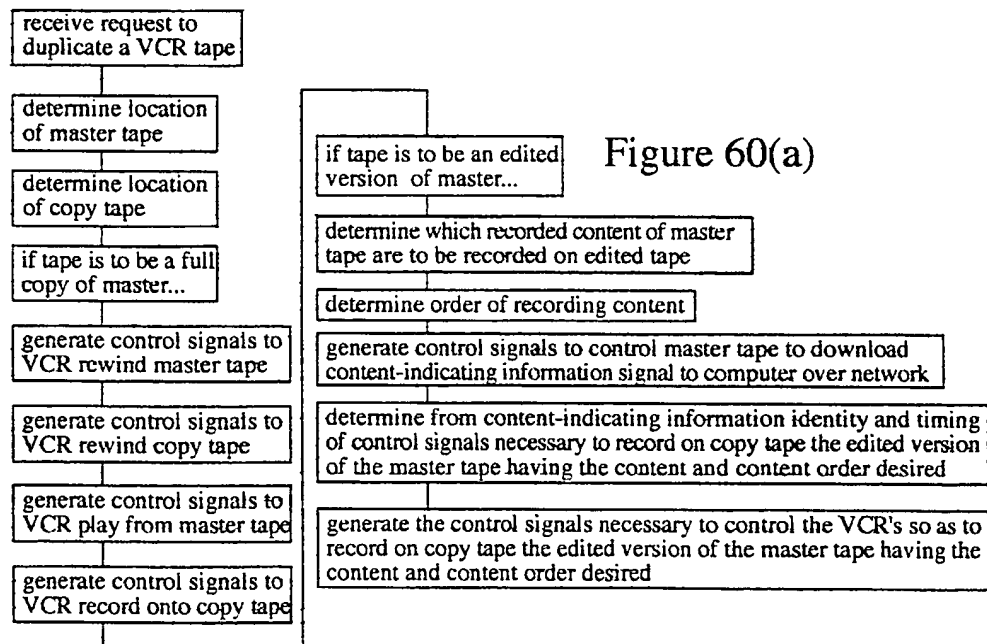 receive request to
duplicate a VCR tape
determine location
of master tape
determine location
of copy tape
if tape is to be a full
copy of master...
generate control signals to
VCR rewind master tape
generate control signals to
VCR rewind copy tape
generate control signals to
VCR play from master tape
generate control signals to
VCR record onto copy tape
Figure 60(a)
if tape is to be an edited
version of master...
determine which recorded content of master
tape are to be recorded on edited tape
determine order of recording content
generate control signals to control master tape to download
content-indicating information signal to computer over network
determine from content-indicating information identity and timing
of control signals necessary to record on copy tape the edited version
of the master tape having the content and content order desired
generate the control signals necessary to control the VCR's so as to
record on copy tape the edited version of the master tape having the
content and content order desired